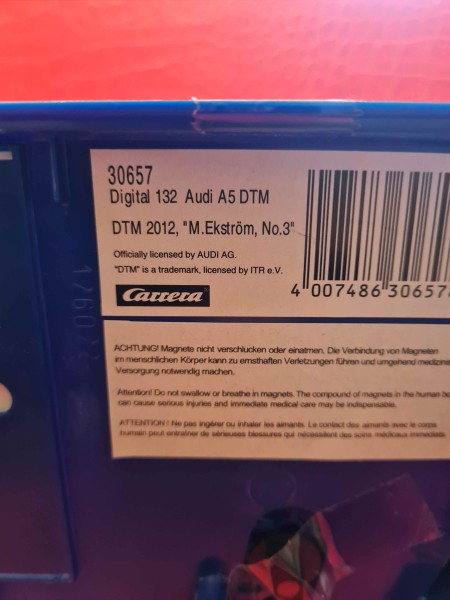 30657
Digital 132 Audi A5 DTM
DTM 2012, "M.Ekström, No.3"
Officially licensed by AUDI AG.
"DTM" is a trademark, licensed by ITR e.V.
Carrera
4 007486 30657
ACHTUNG! Magnete nicht verschlucken oder einatmen. Die Verbindung von Magneten
im menschlichen Körper kann zu ernsthaften Verletzungen führen und umgehend medizin
Versorgung notwendig machen.
Attention! Do not swallow or breathe in magnets. The compound of magnets in the human
can cause serious injuries and immediate medical care may be indispensable.
ATTENTION ! Ne pas ingérer ou inhaler les aimants. Le contact des aimants avec le corps
humain peut entraîner de sérieuses blessures qui nécessitent des soins médicaux immédiats